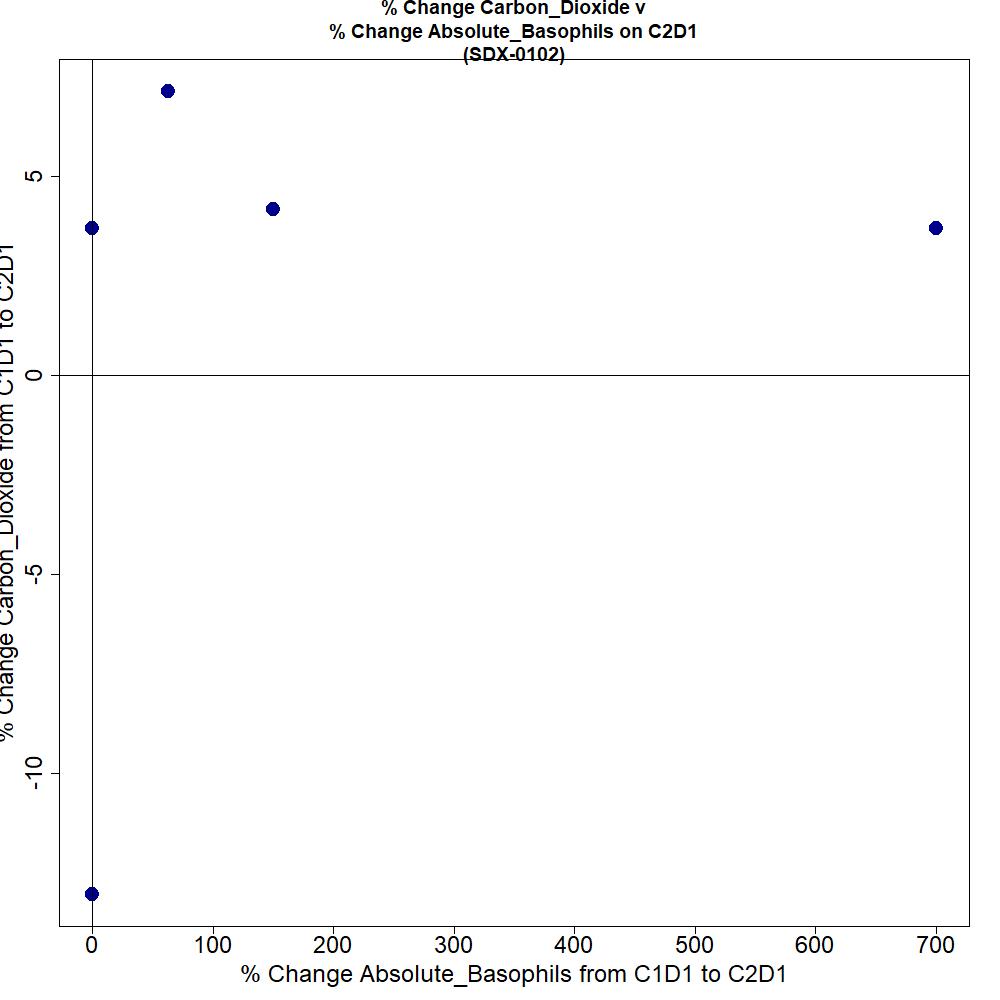 % Change Carbon_Dioxide v
% Change Absolute_Basophils on C2D1
(SDX-0102)
% Change Carbon_Dioxide from C1D1 to C2D1
5
0
-5
-10
0 100 200 300 400 500 600 700
% Change Absolute_Basophils from C1D1 to C2D1